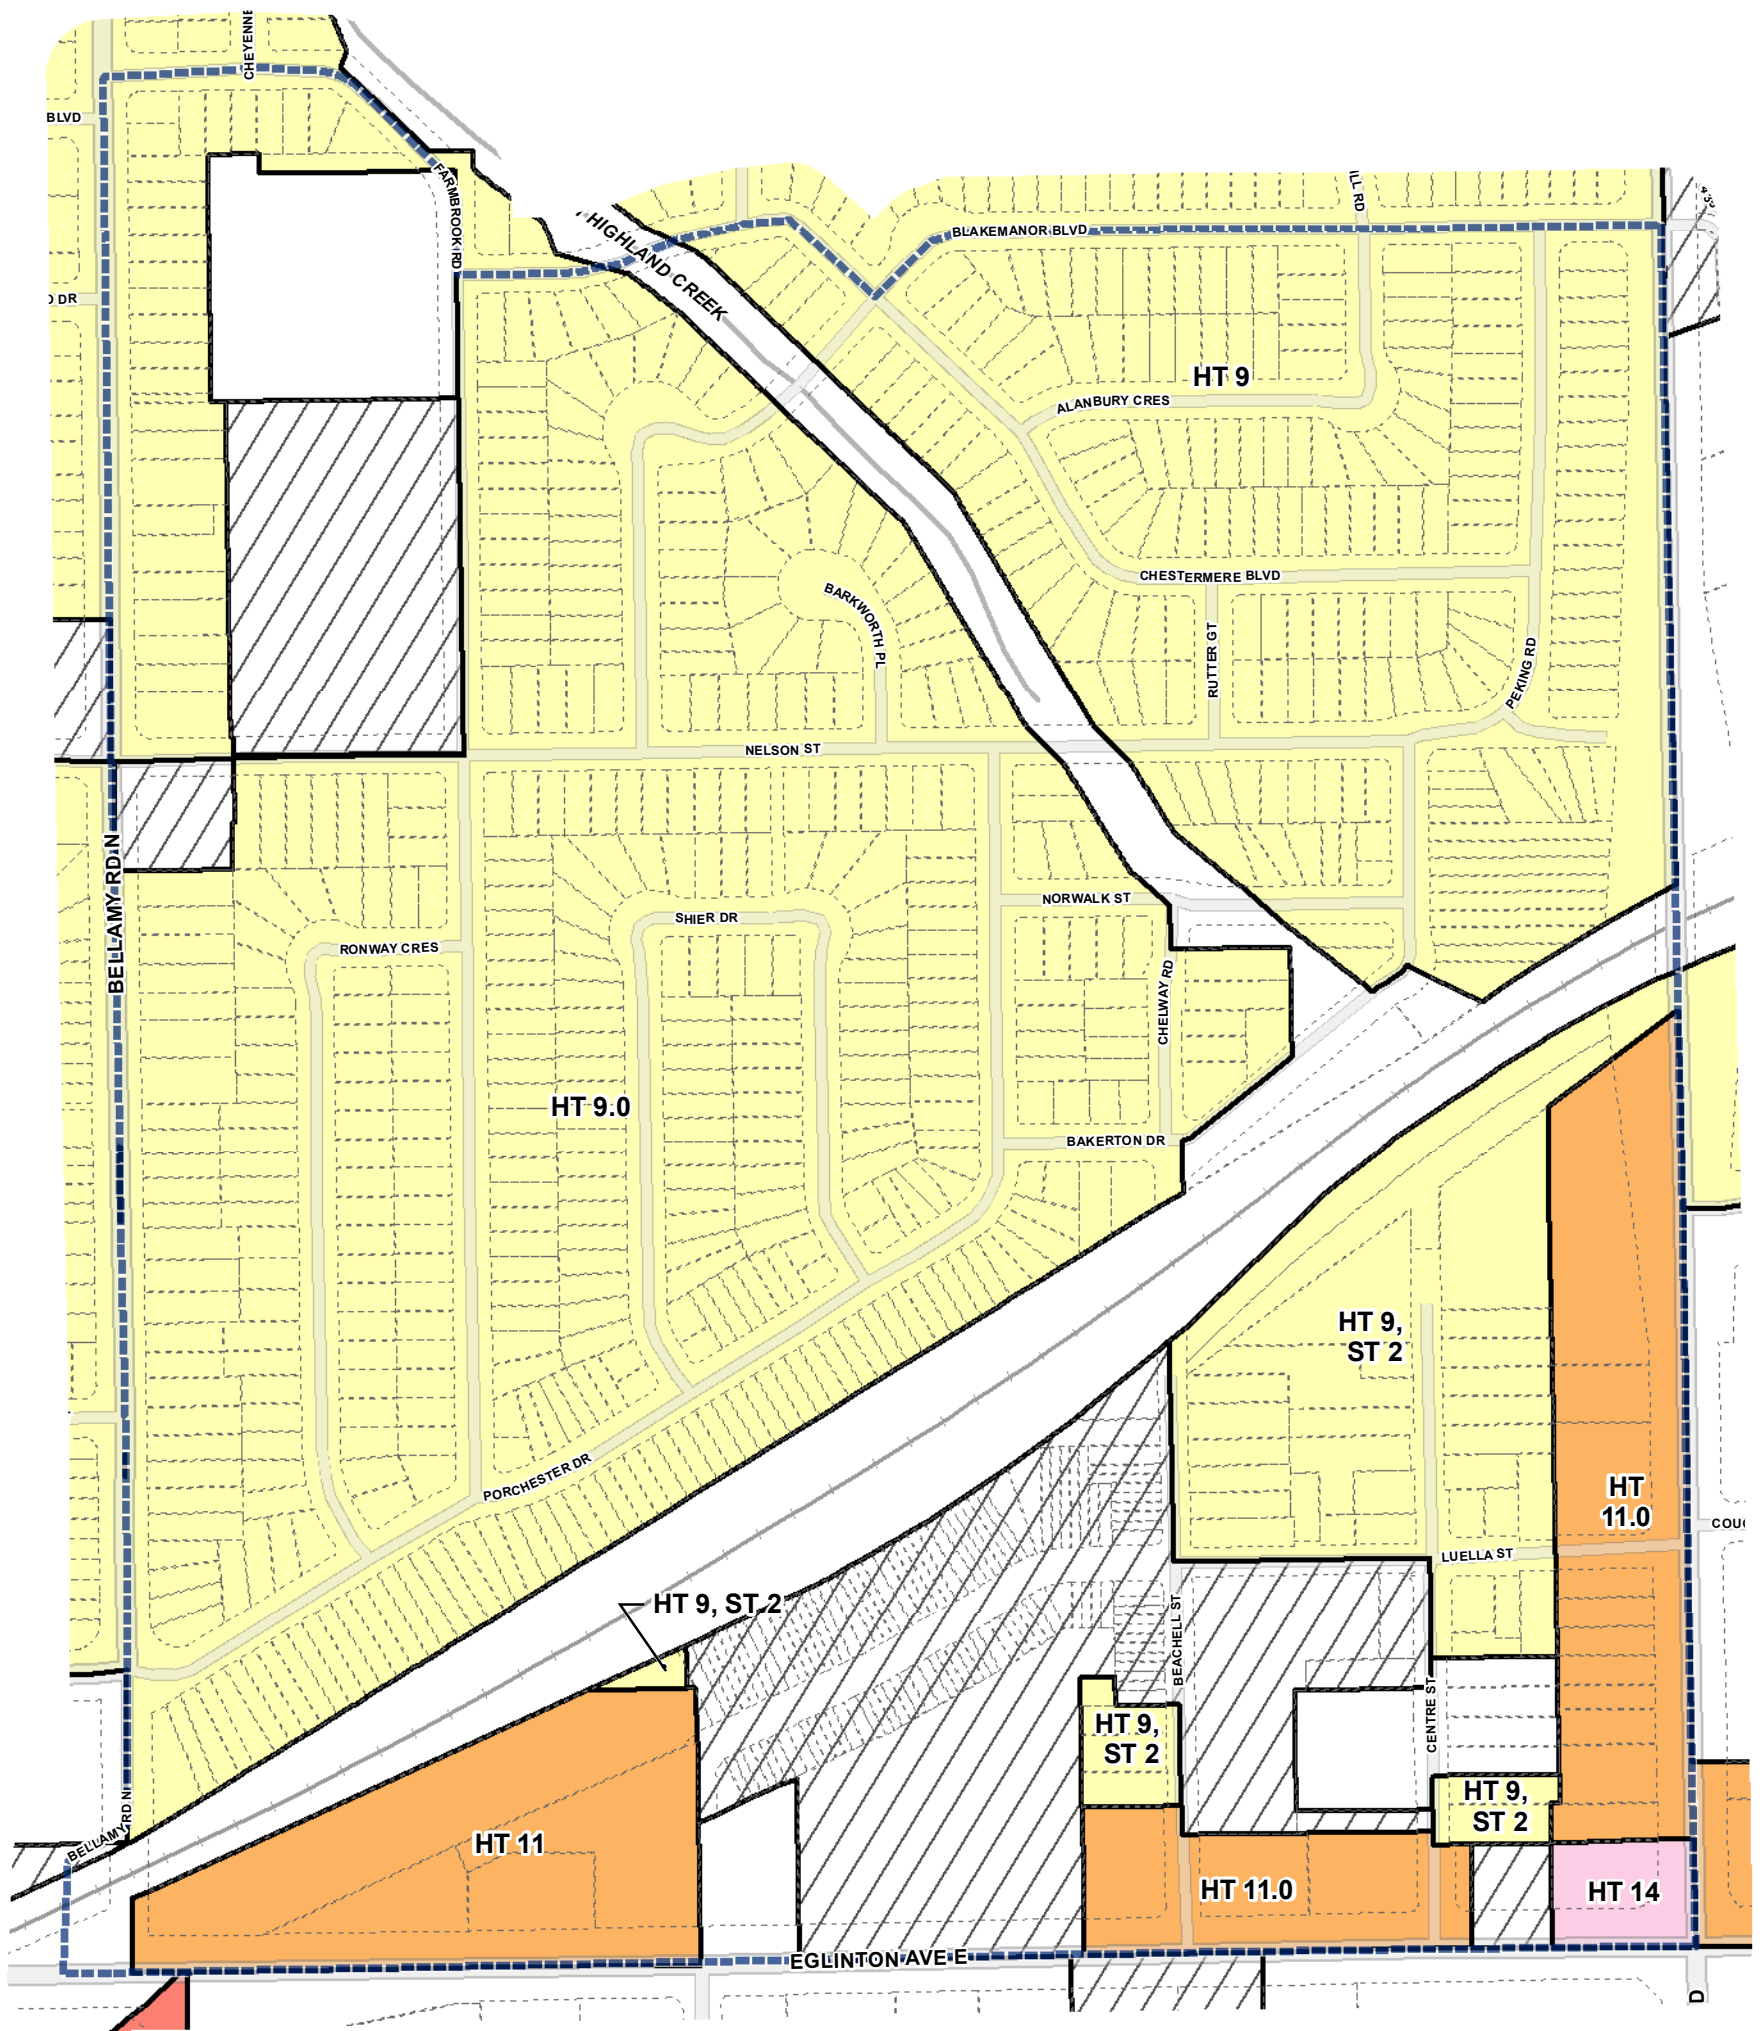 CHEYENNE
BLVD
FARMBROOK RD
HIGHLAND CREEK
BLAKEMANOR BLVD
ILL RD
D DR
HT 9
ALANBURY CRES
CHESTERMERE BLVD
BARKWORTH PL
RUTTER GT
PEKING RD
NELSON ST
BELLAMY RD N
NORWALK ST
SHIER DR
RONWAY CRES
CHELWAY RD
HT 9.0
BAKERTON DR
HT 9,
ST 2
PORCHESTER DR
HT
11.0
COUG
LUELLA ST
HT 9, ST 2
BEACHELL ST
CENTRE ST
HT 9,
ST 2
HT 9,
ST 2
BELLAMY RD N
HT 11
HT 11.0
HT 14
EGLINTON AVE E
D